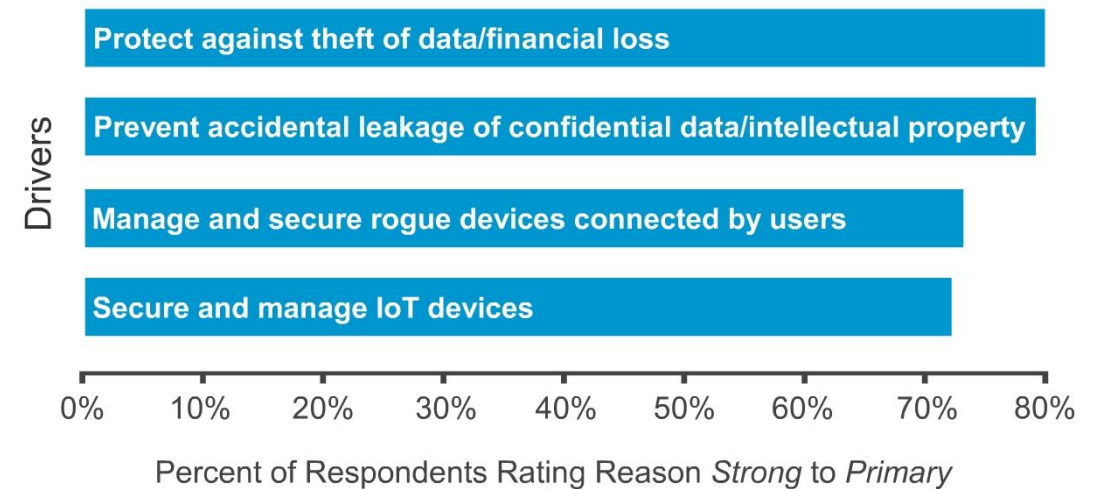 Protect against theft of data/financial loss
Prevent accidental leakage of confidential data/intellectual property
Manage and secure rogue devices connected by users
Secure and manage IoT devices
Drivers
0% 10% 20% 30% 40% 50% 60% 70% 80%
Percent of Respondents Rating Reason Strong to Primary